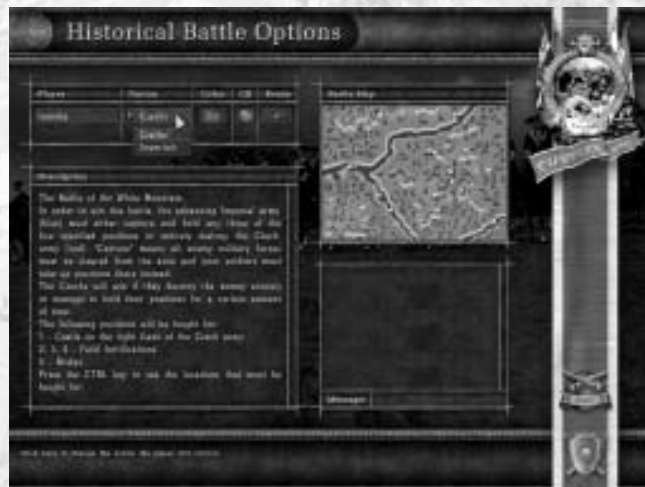 Historical Battle Options
Player Nation Color
Czechs
Czechs
Imperials
Battle Map
Description
The Battle of the White Mountain.
In order to win this battle, the advancing Imperial army
must either capture and hold any three of the
five specified positions or entirely destroy the Czech
army "Capture" means all enemy military forces
must be cleared from the area and your soldiers must
take up positions there instead.
The Czechs will win if they destroy the enemy entirely
or manage to hold their positions for a certain amount
of time.
The following positions will be fought for:
1 - Castle on the right flank of the Czech army
2, 3, 4 - Field fortifications
5 - Bridge
Press the CTRL key to see the locations that must be
fought for.
Message: